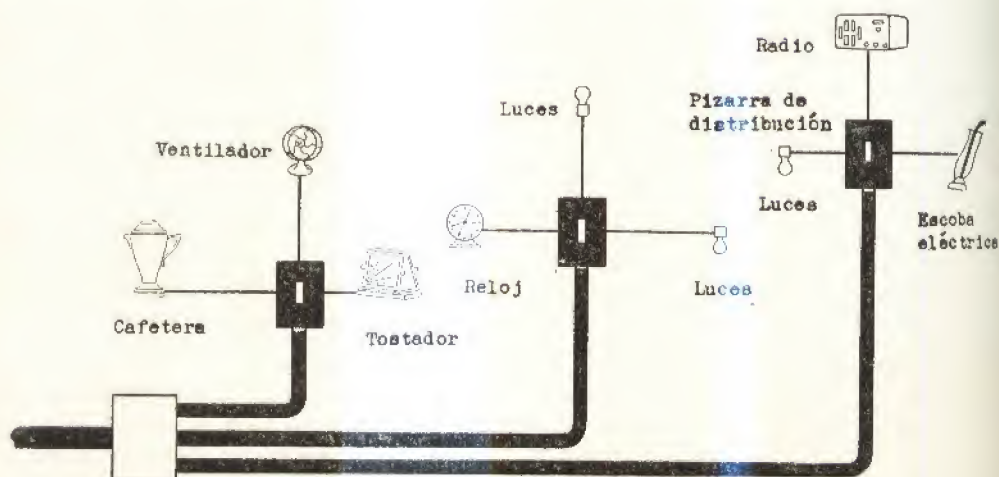 Radio
Pizarra de
distribución
Luces
Ventilador
Luces
Escoba
eléctrica
Reloj
Luces
Cafetera
Tostador